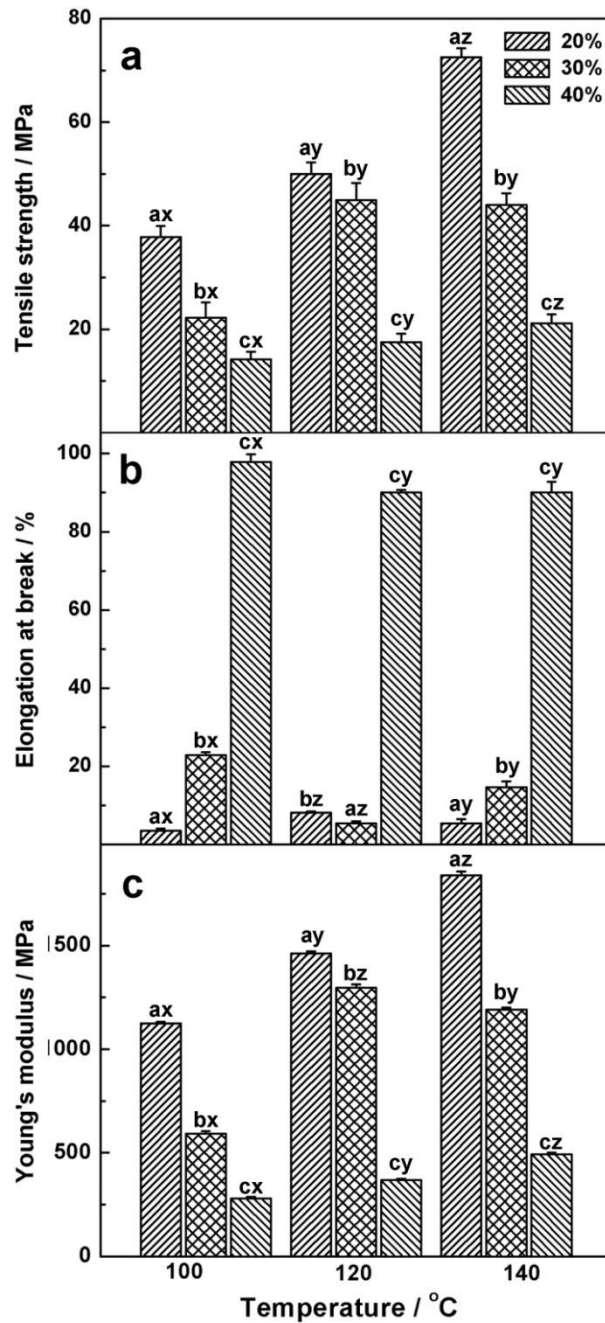 80
a
az
20%
30%
40%
Tensile strength / MPa
60
ay
by
by
40
ax
bx
20
cx
cy
cz
b
100
cx
cy
cy
Elongation at break / %
80
60
40
20
ax
bx
bz
az
ay
by
c
az
Young's modulus / MPa
1500
ay
bz
by
1000
ax
bx
500
cx
cy
cz
0
100 120 140
Temperature / °C